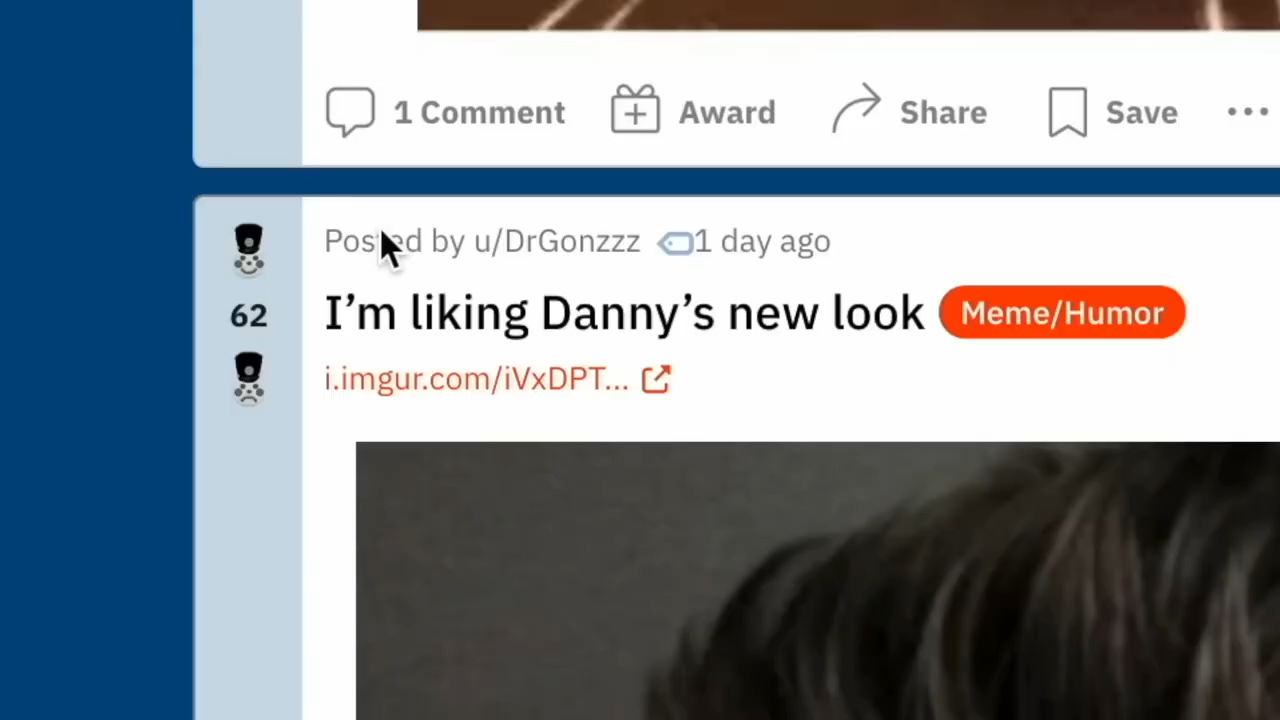 1 Comment Award Share Save
Posted by u/DrGonzzz 1 day ago
62
I’m liking Danny’s new look Meme/Humor
i.imgur.com/iVxDPT...